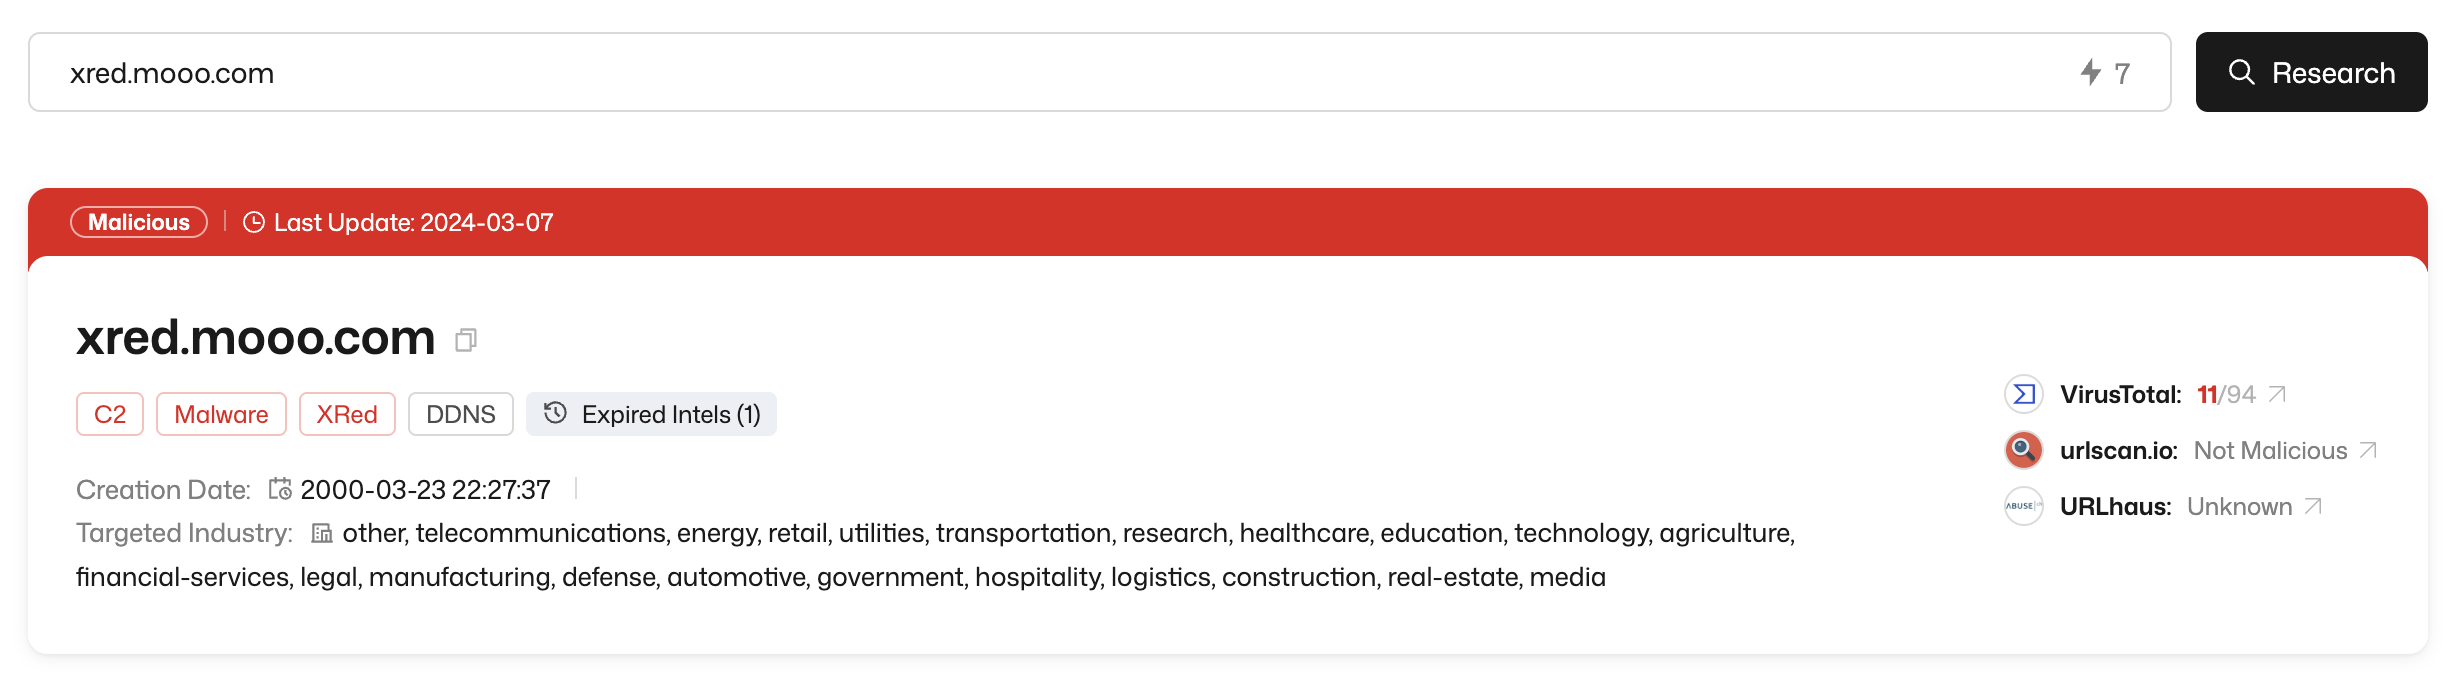 xred.mooo.com 7 Research
Malicious Last Update: 2024-03-07
xred.mooo.com
C2 Malware XRed DDNS Expired Intels (1)
Creation Date: 2000-03-23 22:27:37
Targeted Industry: other, telecommunications, energy, retail, utilities, transportation, research, healthcare, education, technology, agriculture,
financial-services, legal, manufacturing, defense, automotive, government, hospitality, logistics, construction, real-estate, media
VirusTotal: 11/94
urlscan.io: Not Malicious
ABUSE URLhaus: Unknown